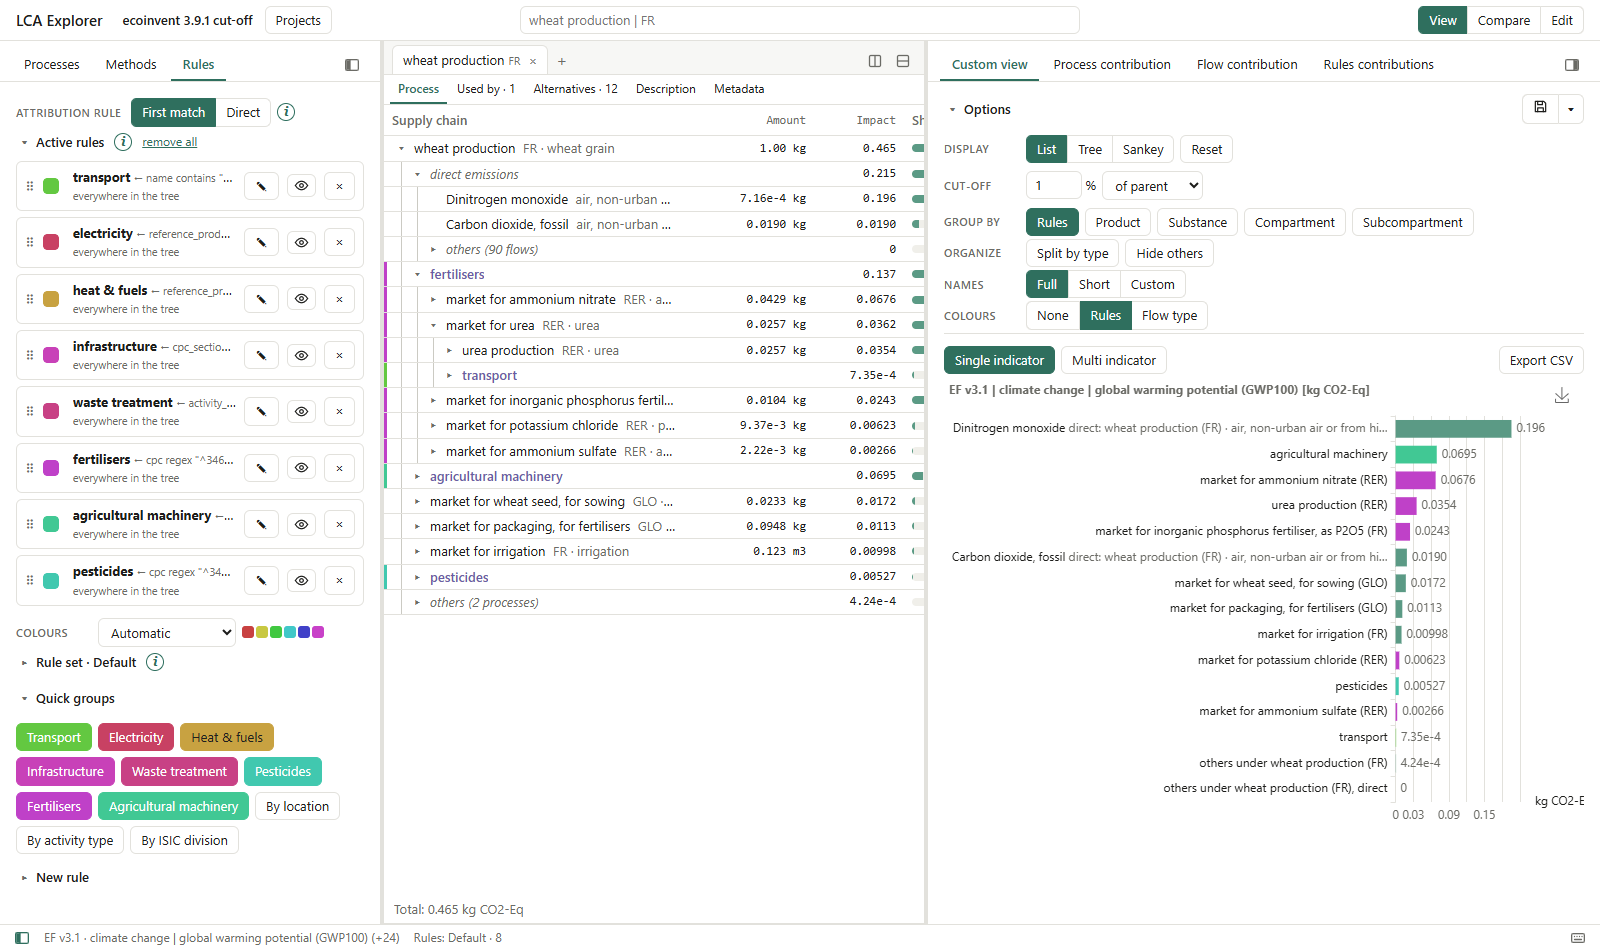 LCA Explorer ecoinvent 3.9.1 cut-off Projects wheat production | FR View Compare Edit
Processes Methods Rules
ATTRIBUTION RULE First match Direct i
Active rules i remove all
transport ← name contains "...
everywhere in the tree
electricity ← reference_prod...
everywhere in the tree
heat & fuels ← reference_pr...
everywhere in the tree
infrastructure ← cpc_sectio...
everywhere in the tree
waste treatment ← activity_...
everywhere in the tree
fertilisers ← cpc regex "^346...
everywhere in the tree
agricultural machinery ←...
everywhere in the tree
pesticides ← cpc regex "^34...
everywhere in the tree
COLOURS Automatic
Rule set · Default i
Quick groups
Transport Electricity Heat & fuels
Infrastructure Waste treatment Pesticides
Fertilisers Agricultural machinery By location
By activity type By ISIC division
New rule
wheat production FR × +
Process Used by · 1 Alternatives · 12 Description Metadata
Supply chain Amount Impact Sh
wheat production FR · wheat grain 1.00 kg 0.465
direct emissions 0.215
Dinitrogen monoxide air, non-urban ... 7.16e-4 kg 0.196
Carbon dioxide, fossil air, non-urban ... 0.0190 kg 0.0190
others (90 flows) 0
fertilisers 0.137
market for ammonium nitrate RER · a... 0.0429 kg 0.0676
market for urea RER · urea 0.0257 kg 0.0362
urea production RER · urea 0.0257 kg 0.0354
transport 7.35e-4
market for inorganic phosphorus fertil... 0.0104 kg 0.0243
market for potassium chloride RER · p... 9.37e-3 kg 0.00623
market for ammonium sulfate RER · a... 2.22e-3 kg 0.00266
agricultural machinery 0.0695
market for wheat seed, for sowing GLO ·... 0.0233 kg 0.0172
market for packaging, for fertilisers GLO ... 0.0948 kg 0.0113
market for irrigation FR · irrigation 0.123 m3 0.00998
pesticides 0.00527
others (2 processes) 4.24e-4
Total: 0.465 kg CO2-Eq
Custom view Process contribution Flow contribution Rules contributions
Options
DISPLAY List Tree Sankey Reset
CUT-OFF 1 % of parent
GROUP BY Rules Product Substance Compartment Subcompartment
ORGANIZE Split by type Hide others
NAMES Full Short Custom
COLOURS None Rules Flow type
Single indicator Multi indicator Export CSV
EF v3.1 | climate change | global warming potential (GWP100) [kg CO2-Eq]
Dinitrogen monoxide direct: wheat production (FR) · air, non-urban air or from hi... 0.196
agricultural machinery 0.0695
market for ammonium nitrate (RER) 0.0676
urea production (RER) 0.0354
market for inorganic phosphorus fertiliser, as P2O5 (FR) 0.0243
Carbon dioxide, fossil direct: wheat production (FR) · air, non-urban air or from hi... 0.0190
market for wheat seed, for sowing (GLO) 0.0172
market for packaging, for fertilisers (GLO) 0.0113
market for irrigation (FR) 0.00998
market for potassium chloride (RER) 0.00623
pesticides 0.00527
market for ammonium sulfate (RER) 0.00266
transport 7.35e-4
others under wheat production (FR) 4.24e-4
others under wheat production (FR), direct 0
kg CO2-E
0 0.03 0.09 0.15
EF v3.1 · climate change | global warming potential (GWP100) (+24) Rules: Default · 8